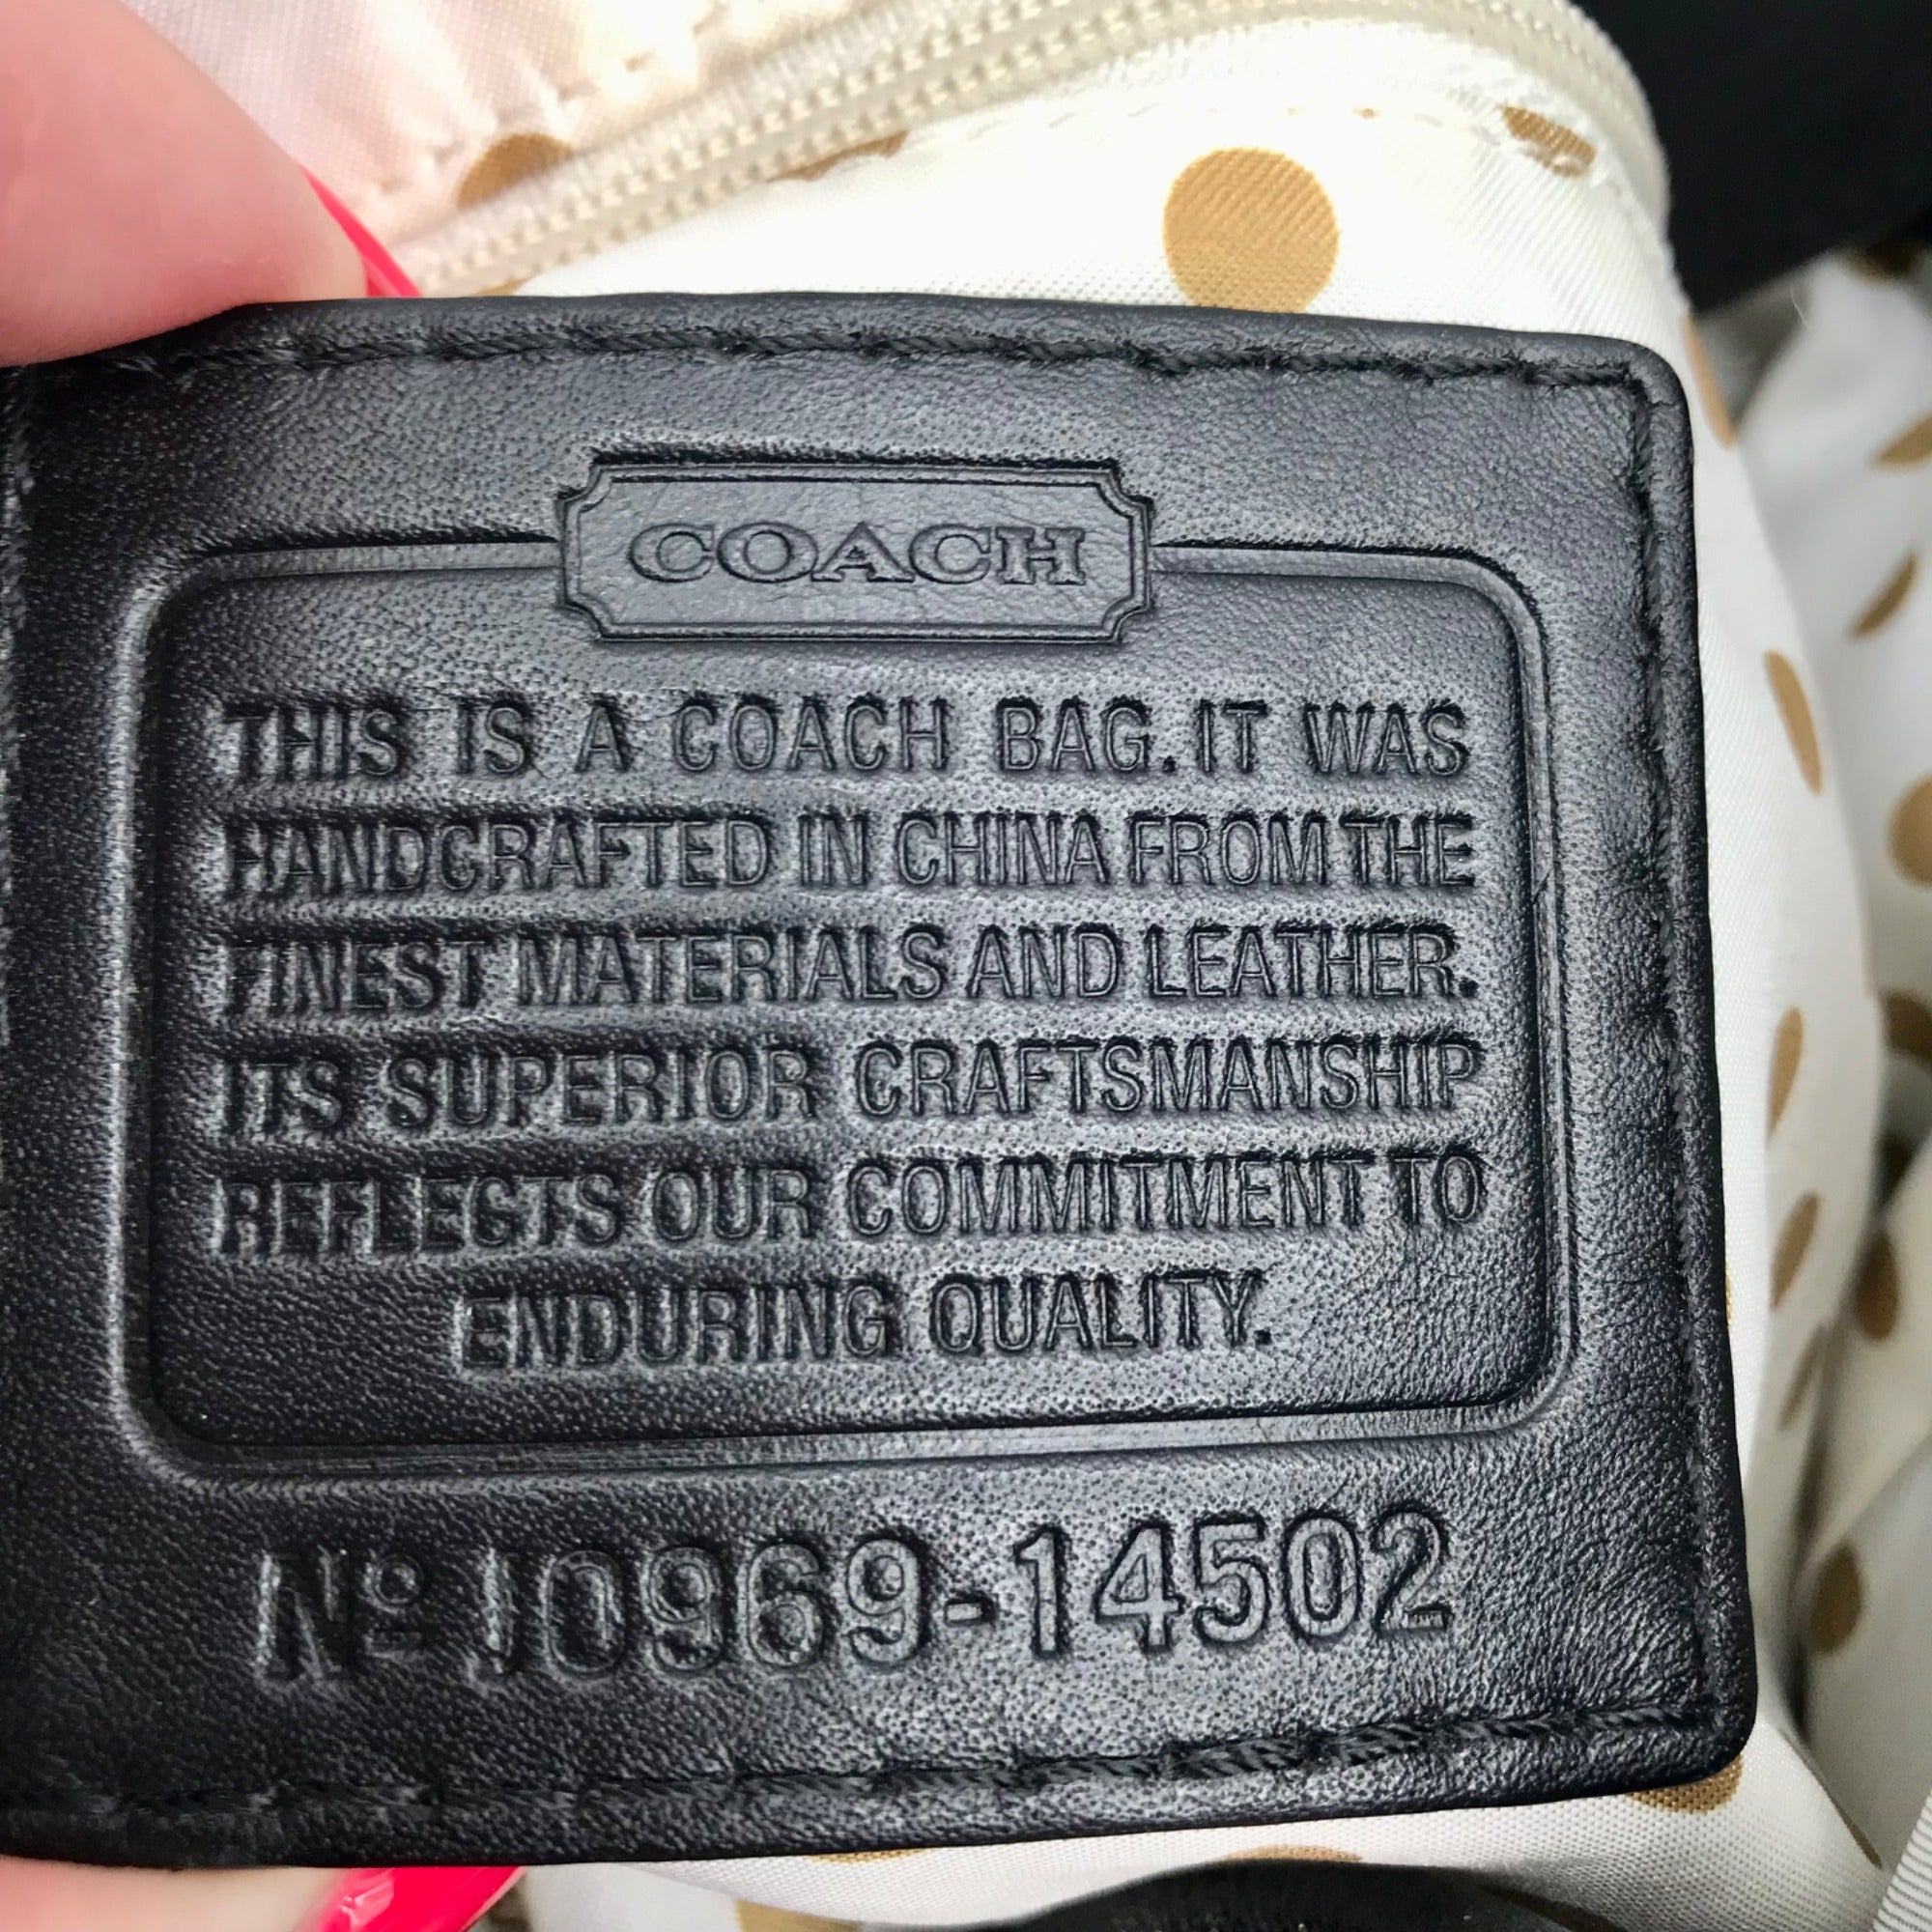 COACH
THIS IS A COACH BAG. IT WAS
HANDCRAFTED IN CHINA FROM THE
FINEST MATERIALS AND LEATHER.
ITS SUPERIOR CRAFTSMANSHIP
REFLECTS OUR COMMITMENT TO
ENDURING QUALITY.
Nº J0969-14502